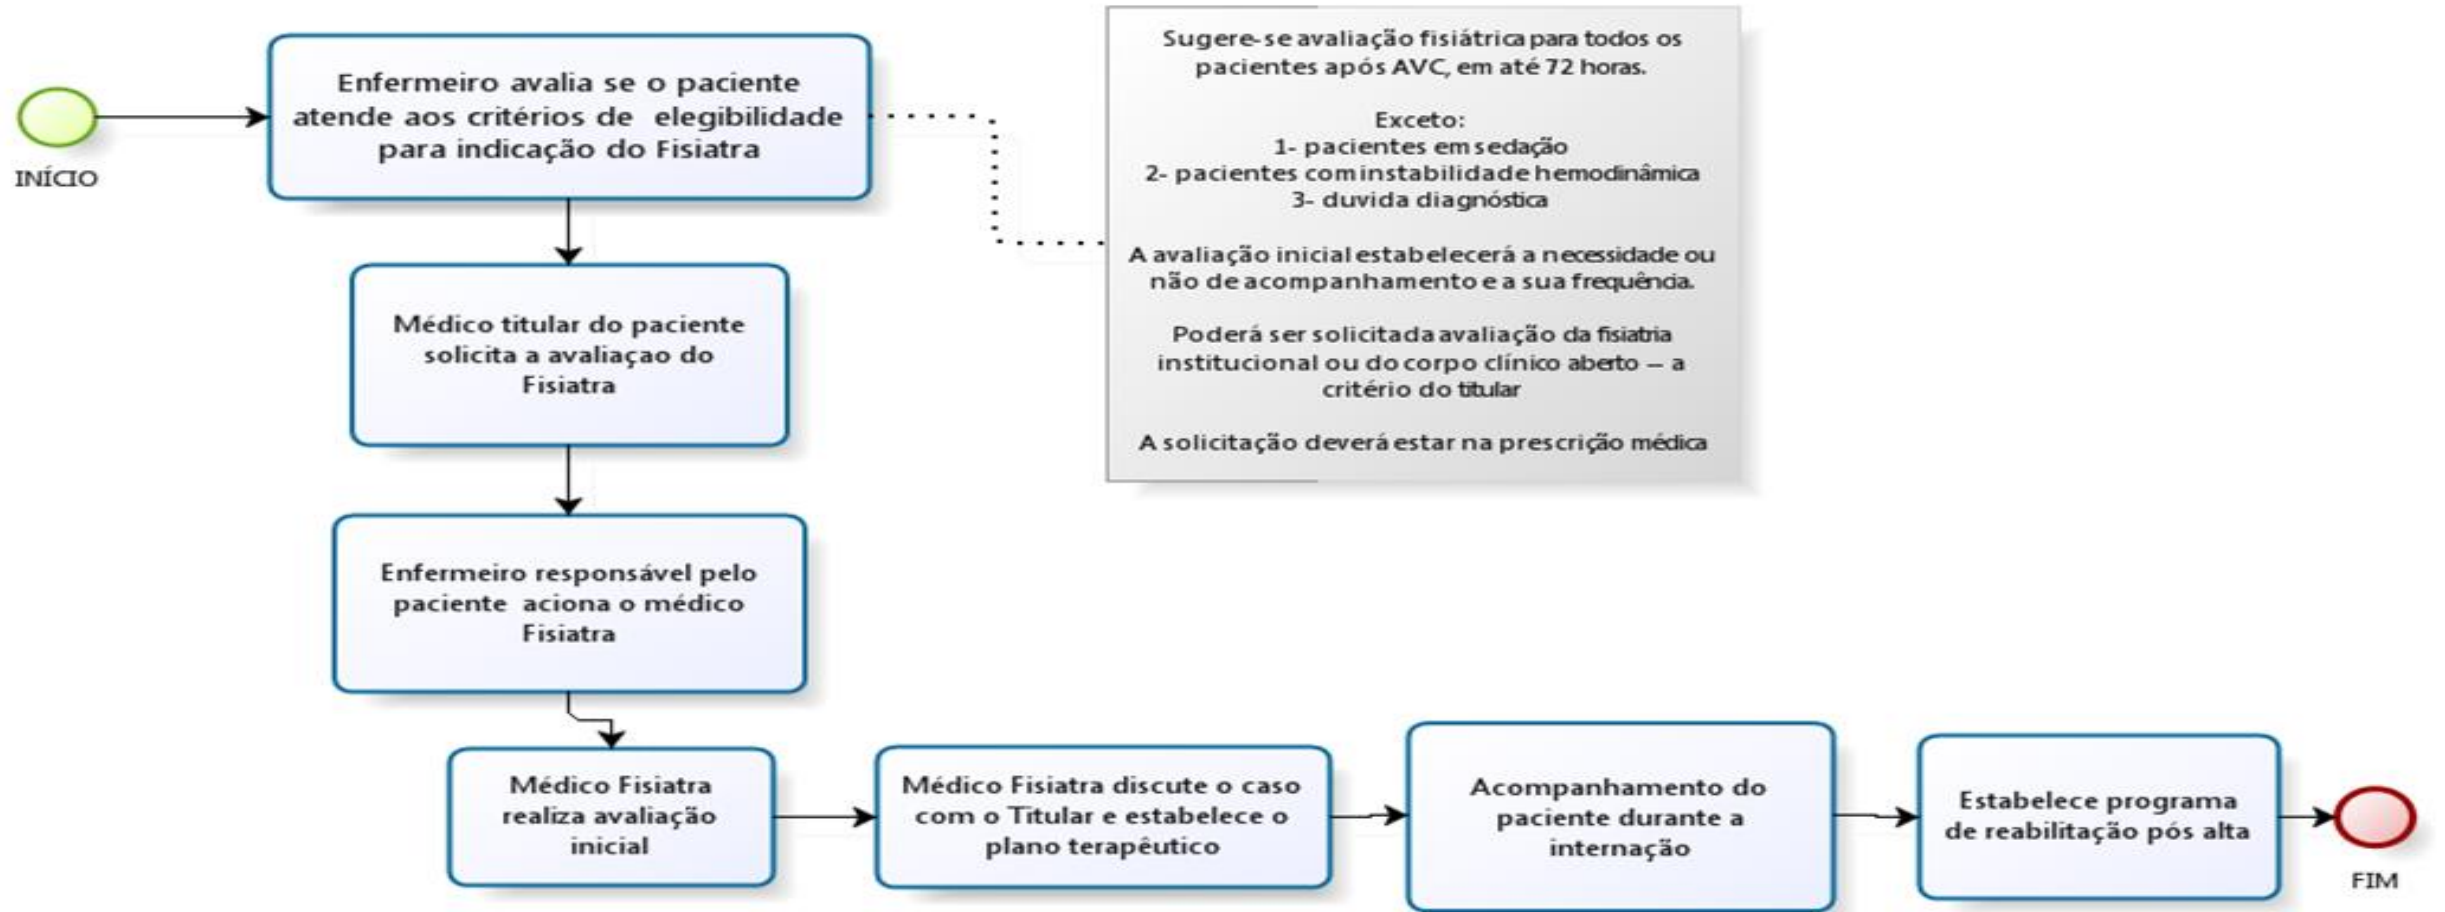 INÍCIO
Enfermeiro avalia se o paciente
atende aos critérios de elegibilidade
para indicação do Fisiatra
Sugere-se avaliação fisiátrica para todos os
pacientes após AVC, em até 72 horas.
Exceto:
1- pacientes em sedação
2- pacientes com instabilidade hemodinâmica
3- duvida diagnóstica
A avaliação inicial estabelecerá a necessidade ou
não de acompanhamento e a sua frequência.
Poderá ser solicitada avaliação da fisiatria
institucional ou do corpo clínico aberto – a
critério do titular
A solicitação deverá estar na prescrição médica
Médico titular do paciente
solicita a avaliaçao do
Fisiatra
Enfermeiro responsável pelo
paciente aciona o médico
Fisiatra
Médico Fisiatra
realiza avaliação
inicial
Médico Fisiatra discute o caso
com o Titular e estabelece o
plano terapêutico
Acompanhamento do
paciente durante a
internação
Estabelece programa
de reabilitação pós alta
FIM